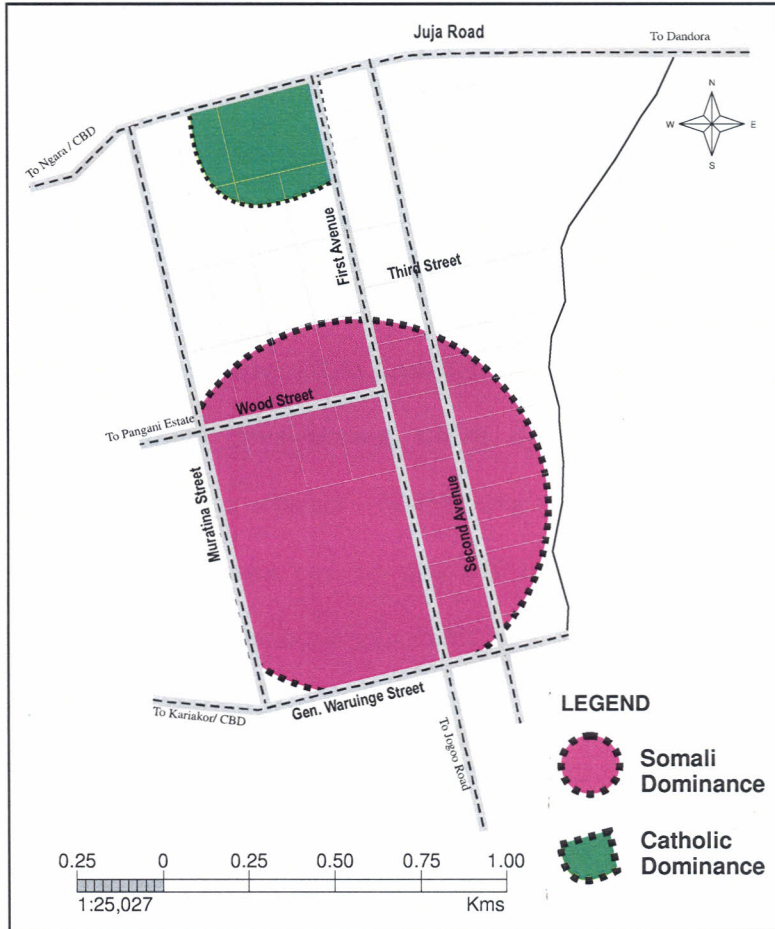 Juja Road
To Dandora
N
W E
S
To Ngara / CBD
First Avenue
Third Street
Wood Street
To Pangani Estate
Muratina Street
Second Avenue
Gen. Waruinge Street
To Kariakor/ CBD
To Jogoo Road
LEGEND
Somali
Dominance
Catholic
Dominance
0.25 0 0.25 0.50 0.75 1.00
1:25,027 Kms